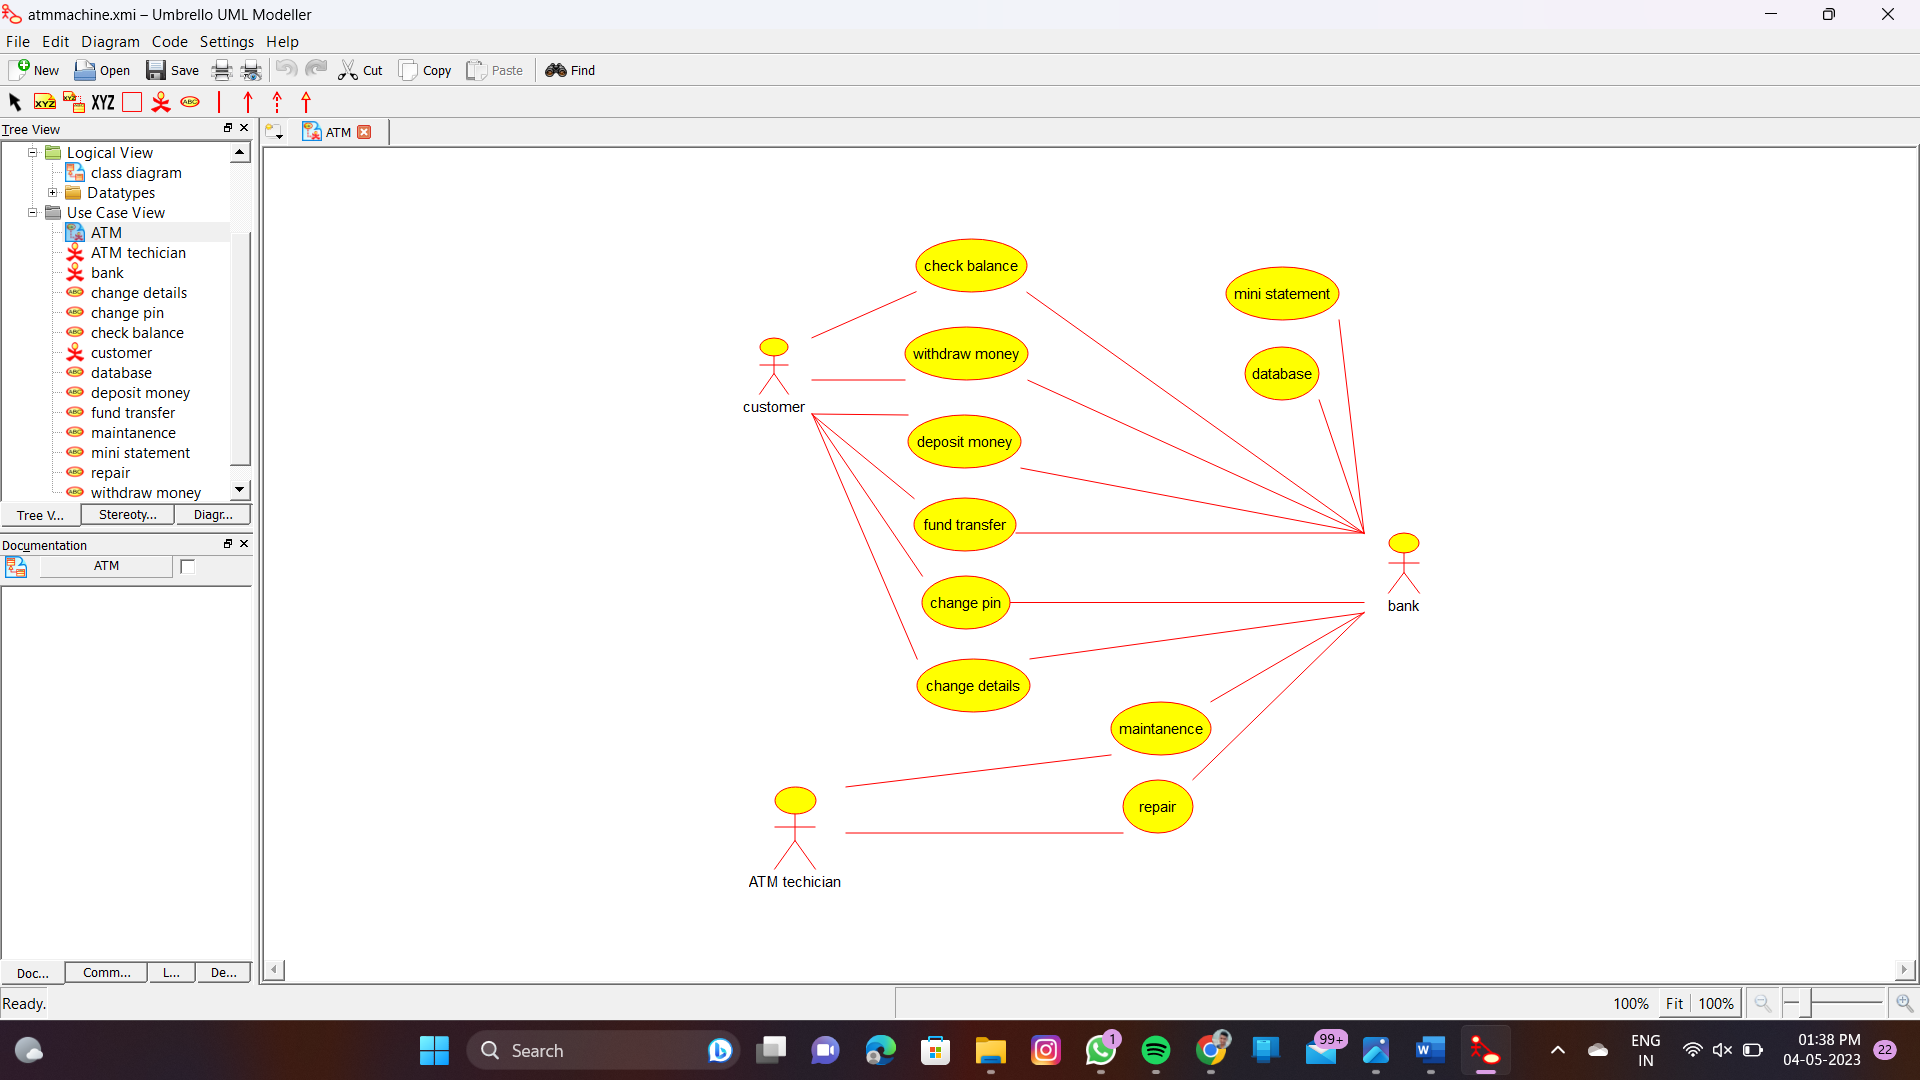 atmmachine.xmi – Umbrello UML Modeller
File Edit Diagram Code Settings Help
New Open Save Cut Copy Paste Find
XYZ XYZ XYZ ABC
Tree View
ATM
Logical View
class diagram
Datatypes
Use Case View
ATM
ATM techician
bank
change details
change pin
check balance
customer
database
deposit money
fund transfer
maintanence
mini statement
repair
withdraw money
Tree V... Stereoty... Diagr...
Documentation
ATM
Doc... Comm... L... De...
check balance
mini statement
withdraw money
database
customer
deposit money
fund transfer
change pin
bank
change details
maintanence
repair
ATM techician
Ready.
100% Fit 100%
Search
1
99+
ENG
IN
01:38 PM
04-05-2023
22